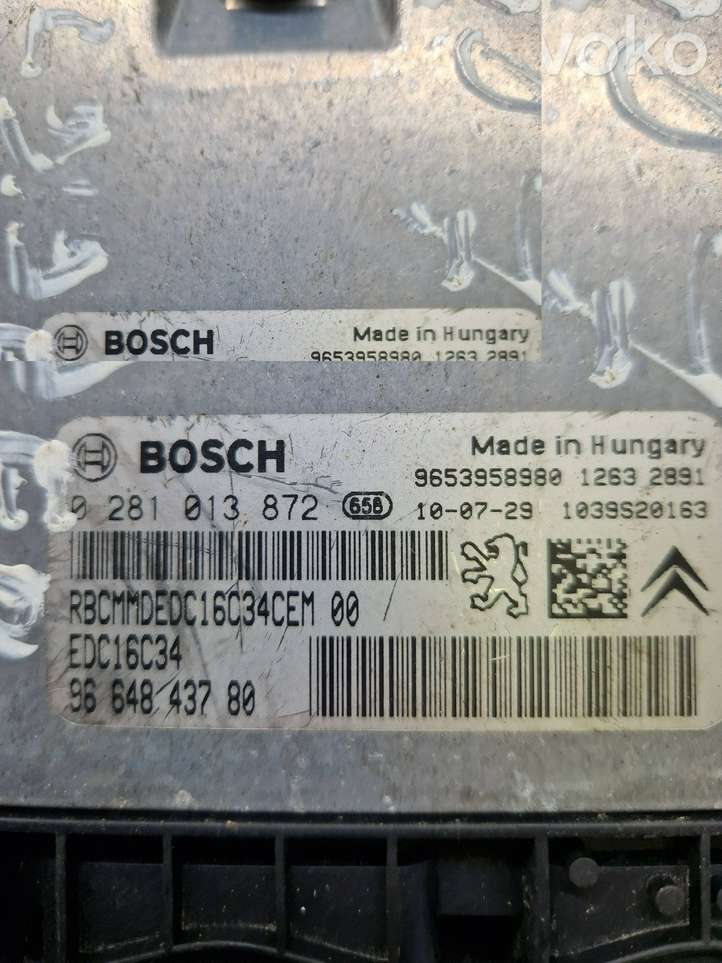 voko
BOSCH Made in Hungary
9653958980 1263 2891
BOSCH Made in Hungary
9653958980 1263 2891
0 281 013 872 658 10-07-29 1039S20163
RBCMMDEDC16C34CEM 00
EDC16C34
96 648 437 80